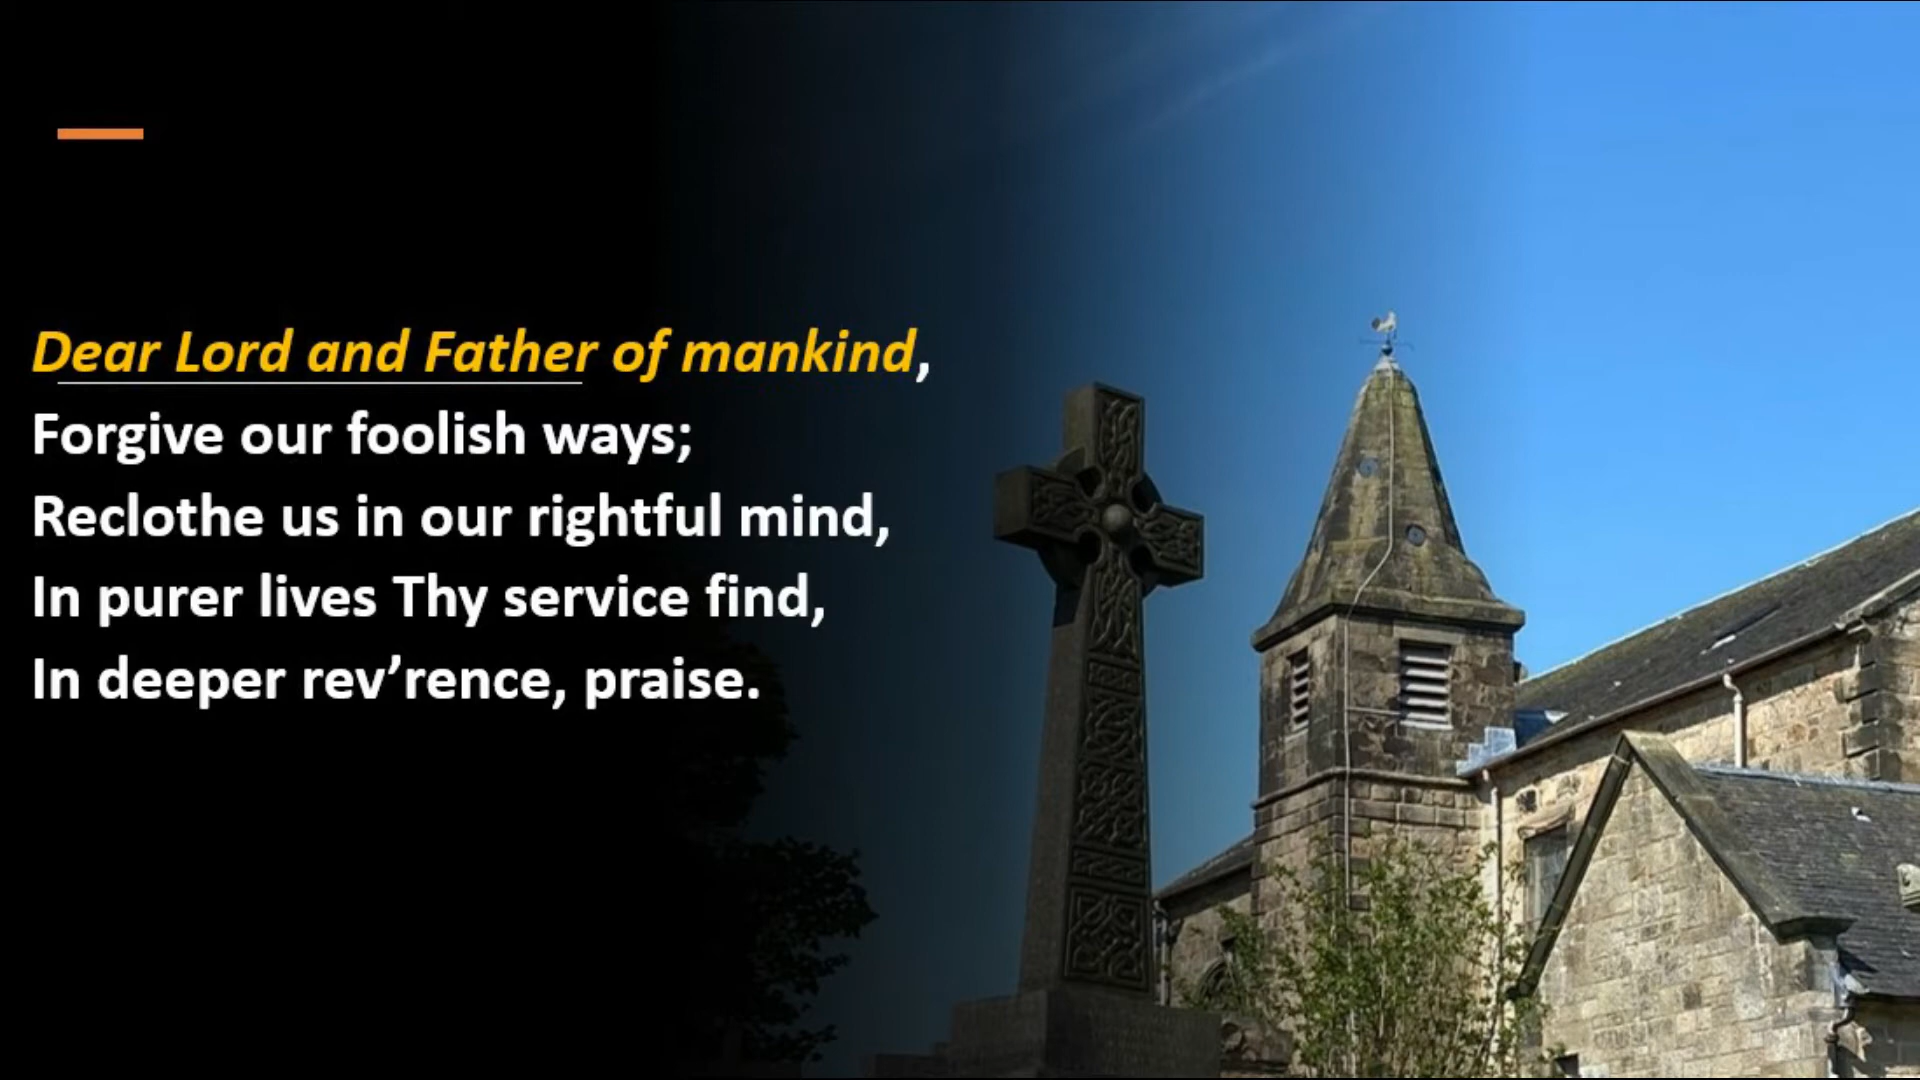 Dear Lord and Father of mankind,
Forgive our foolish ways;
Reclothe us in our rightful mind,
In purer lives Thy service find,
In deeper rev’rence, praise.